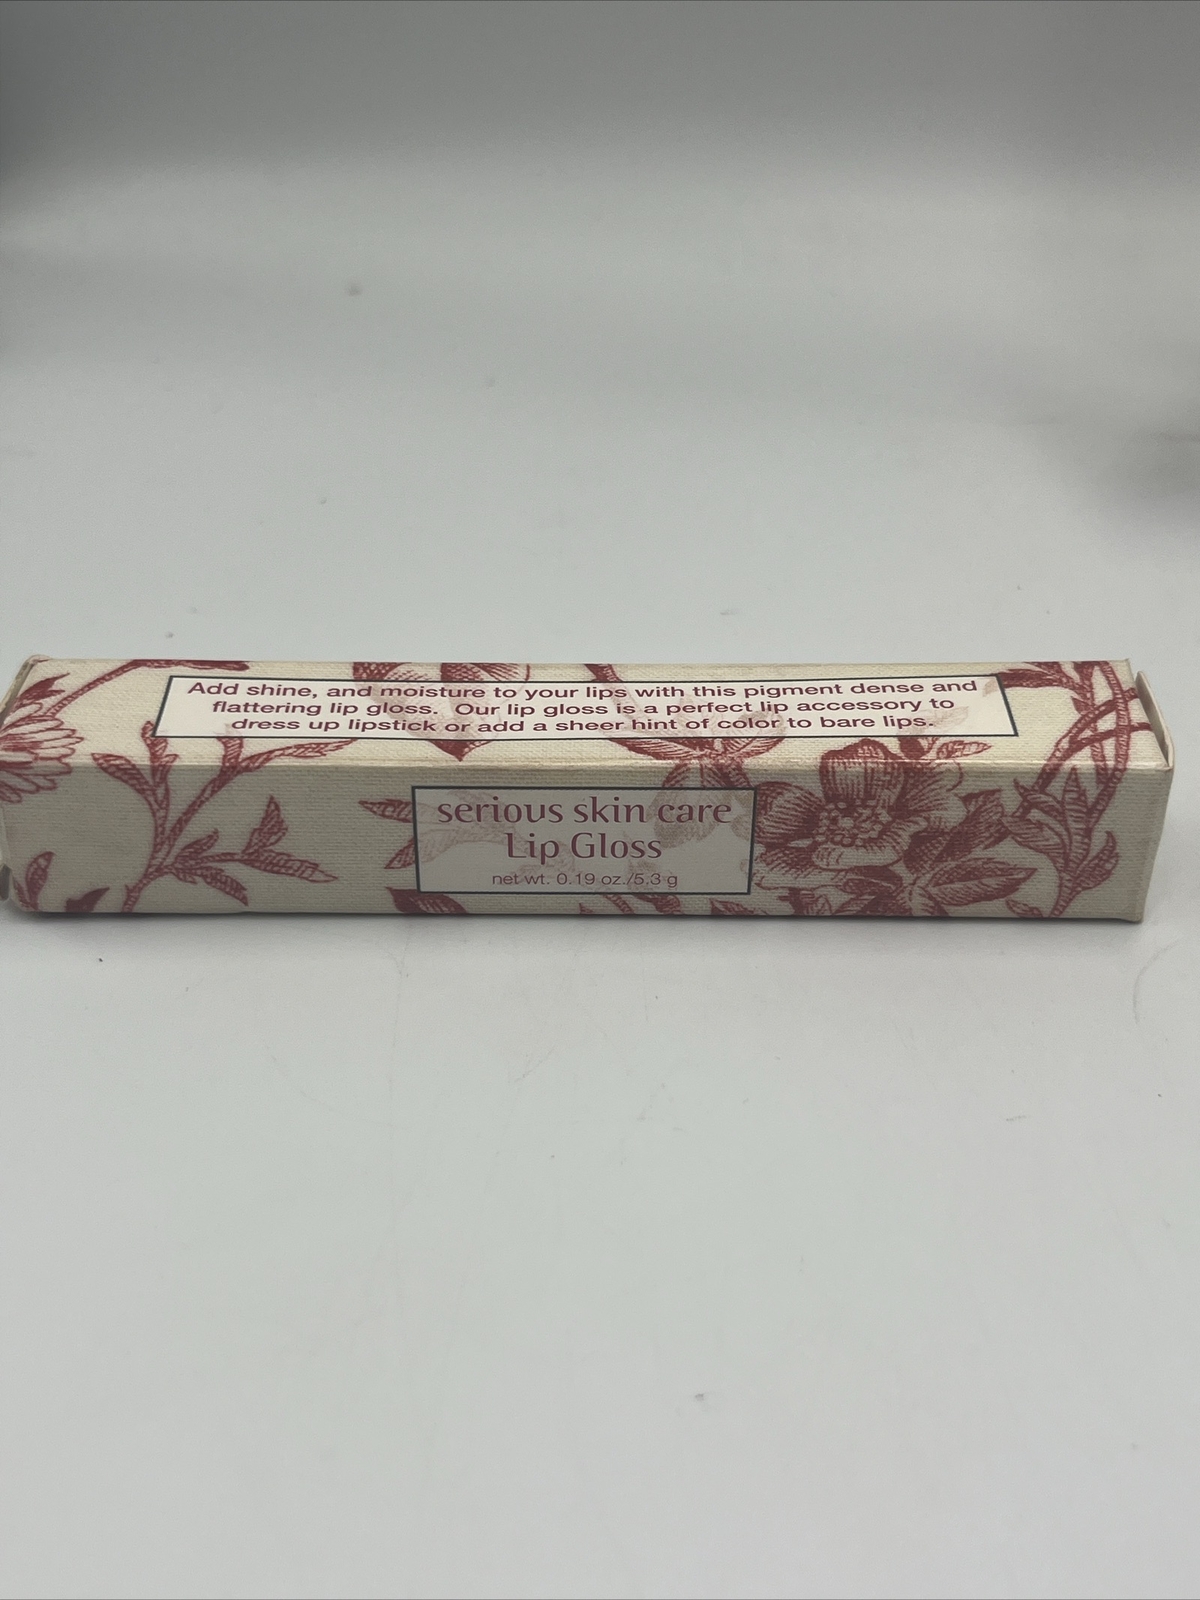 Add shine, and moisture to your lips with this pigment dense and
flattering lip gloss. Our lip gloss is a perfect lip accessory to
dress up lipstick or add a sheer hint of color to bare lips.
serious skin care
Lip Gloss
net wt. 0.19 oz./5.3 g